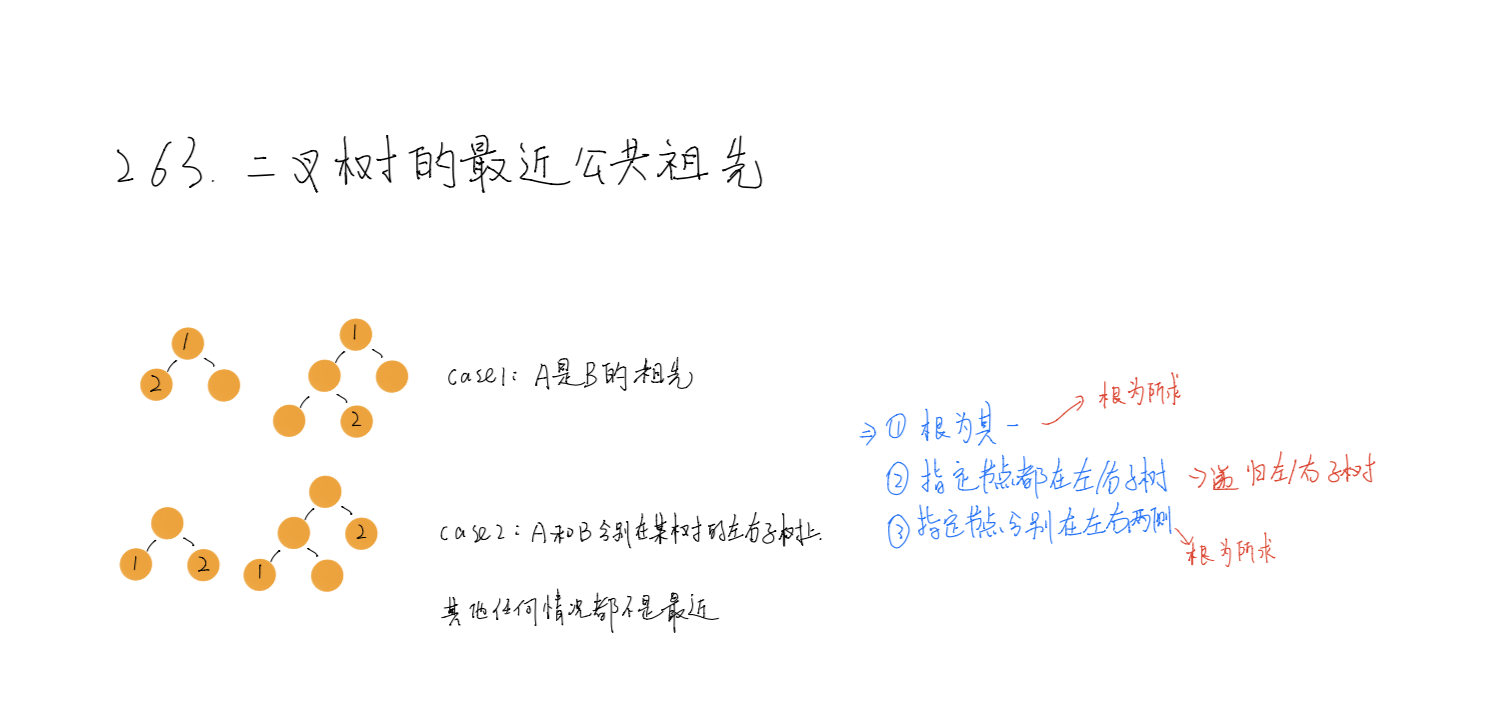 263. 二叉树的最近公共祖先
1
2
1
2
case1: A是B的祖先
1
2
2
1
case2: A和B分别在某树的左右子树上.
其他任何情况都不是最近
⇒ ① 根为其一
根为所求
② 指定节点都在左/右子树
→递归左/右子树
③ 指定节点分别在左右两侧
根为所求